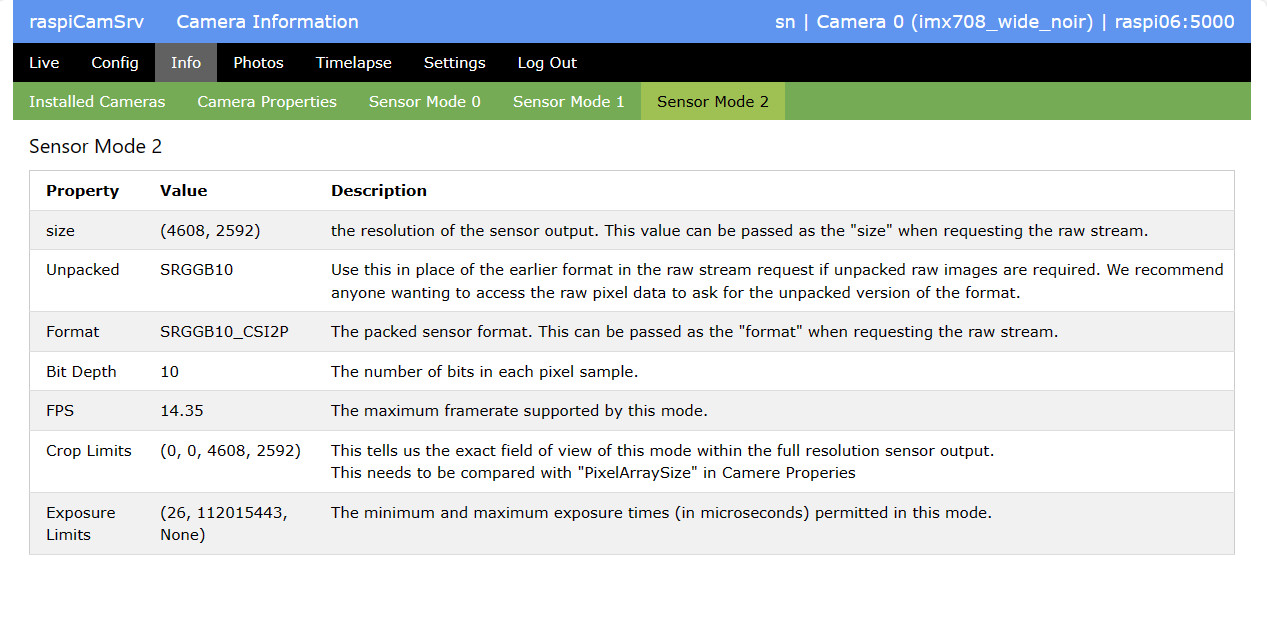 raspiCamSrv Camera Information sn | Camera 0 (imx708_wide_noir) | raspi06:5000
Live Config Info Photos Timelapse Settings Log Out
Installed Cameras Camera Properties Sensor Mode 0 Sensor Mode 1 Sensor Mode 2
Sensor Mode 2
Property Value Description
size (4608, 2592) the resolution of the sensor output. This value can be passed as the "size" when requesting the raw stream.
Unpacked SRGGB10 Use this in place of the earlier format in the raw stream request if unpacked raw images are required. We recommend
anyone wanting to access the raw pixel data to ask for the unpacked version of the format.
Format SRGGB10_CSI2P The packed sensor format. This can be passed as the "format" when requesting the raw stream.
Bit Depth 10 The number of bits in each pixel sample.
FPS 14.35 The maximum framerate supported by this mode.
Crop Limits (0, 0, 4608, 2592) This tells us the exact field of view of this mode within the full resolution sensor output.
This needs to be compared with "PixelArraySize" in Camere Properies
Exposure (26, 112015443, The minimum and maximum exposure times (in microseconds) permitted in this mode.
Limits None)